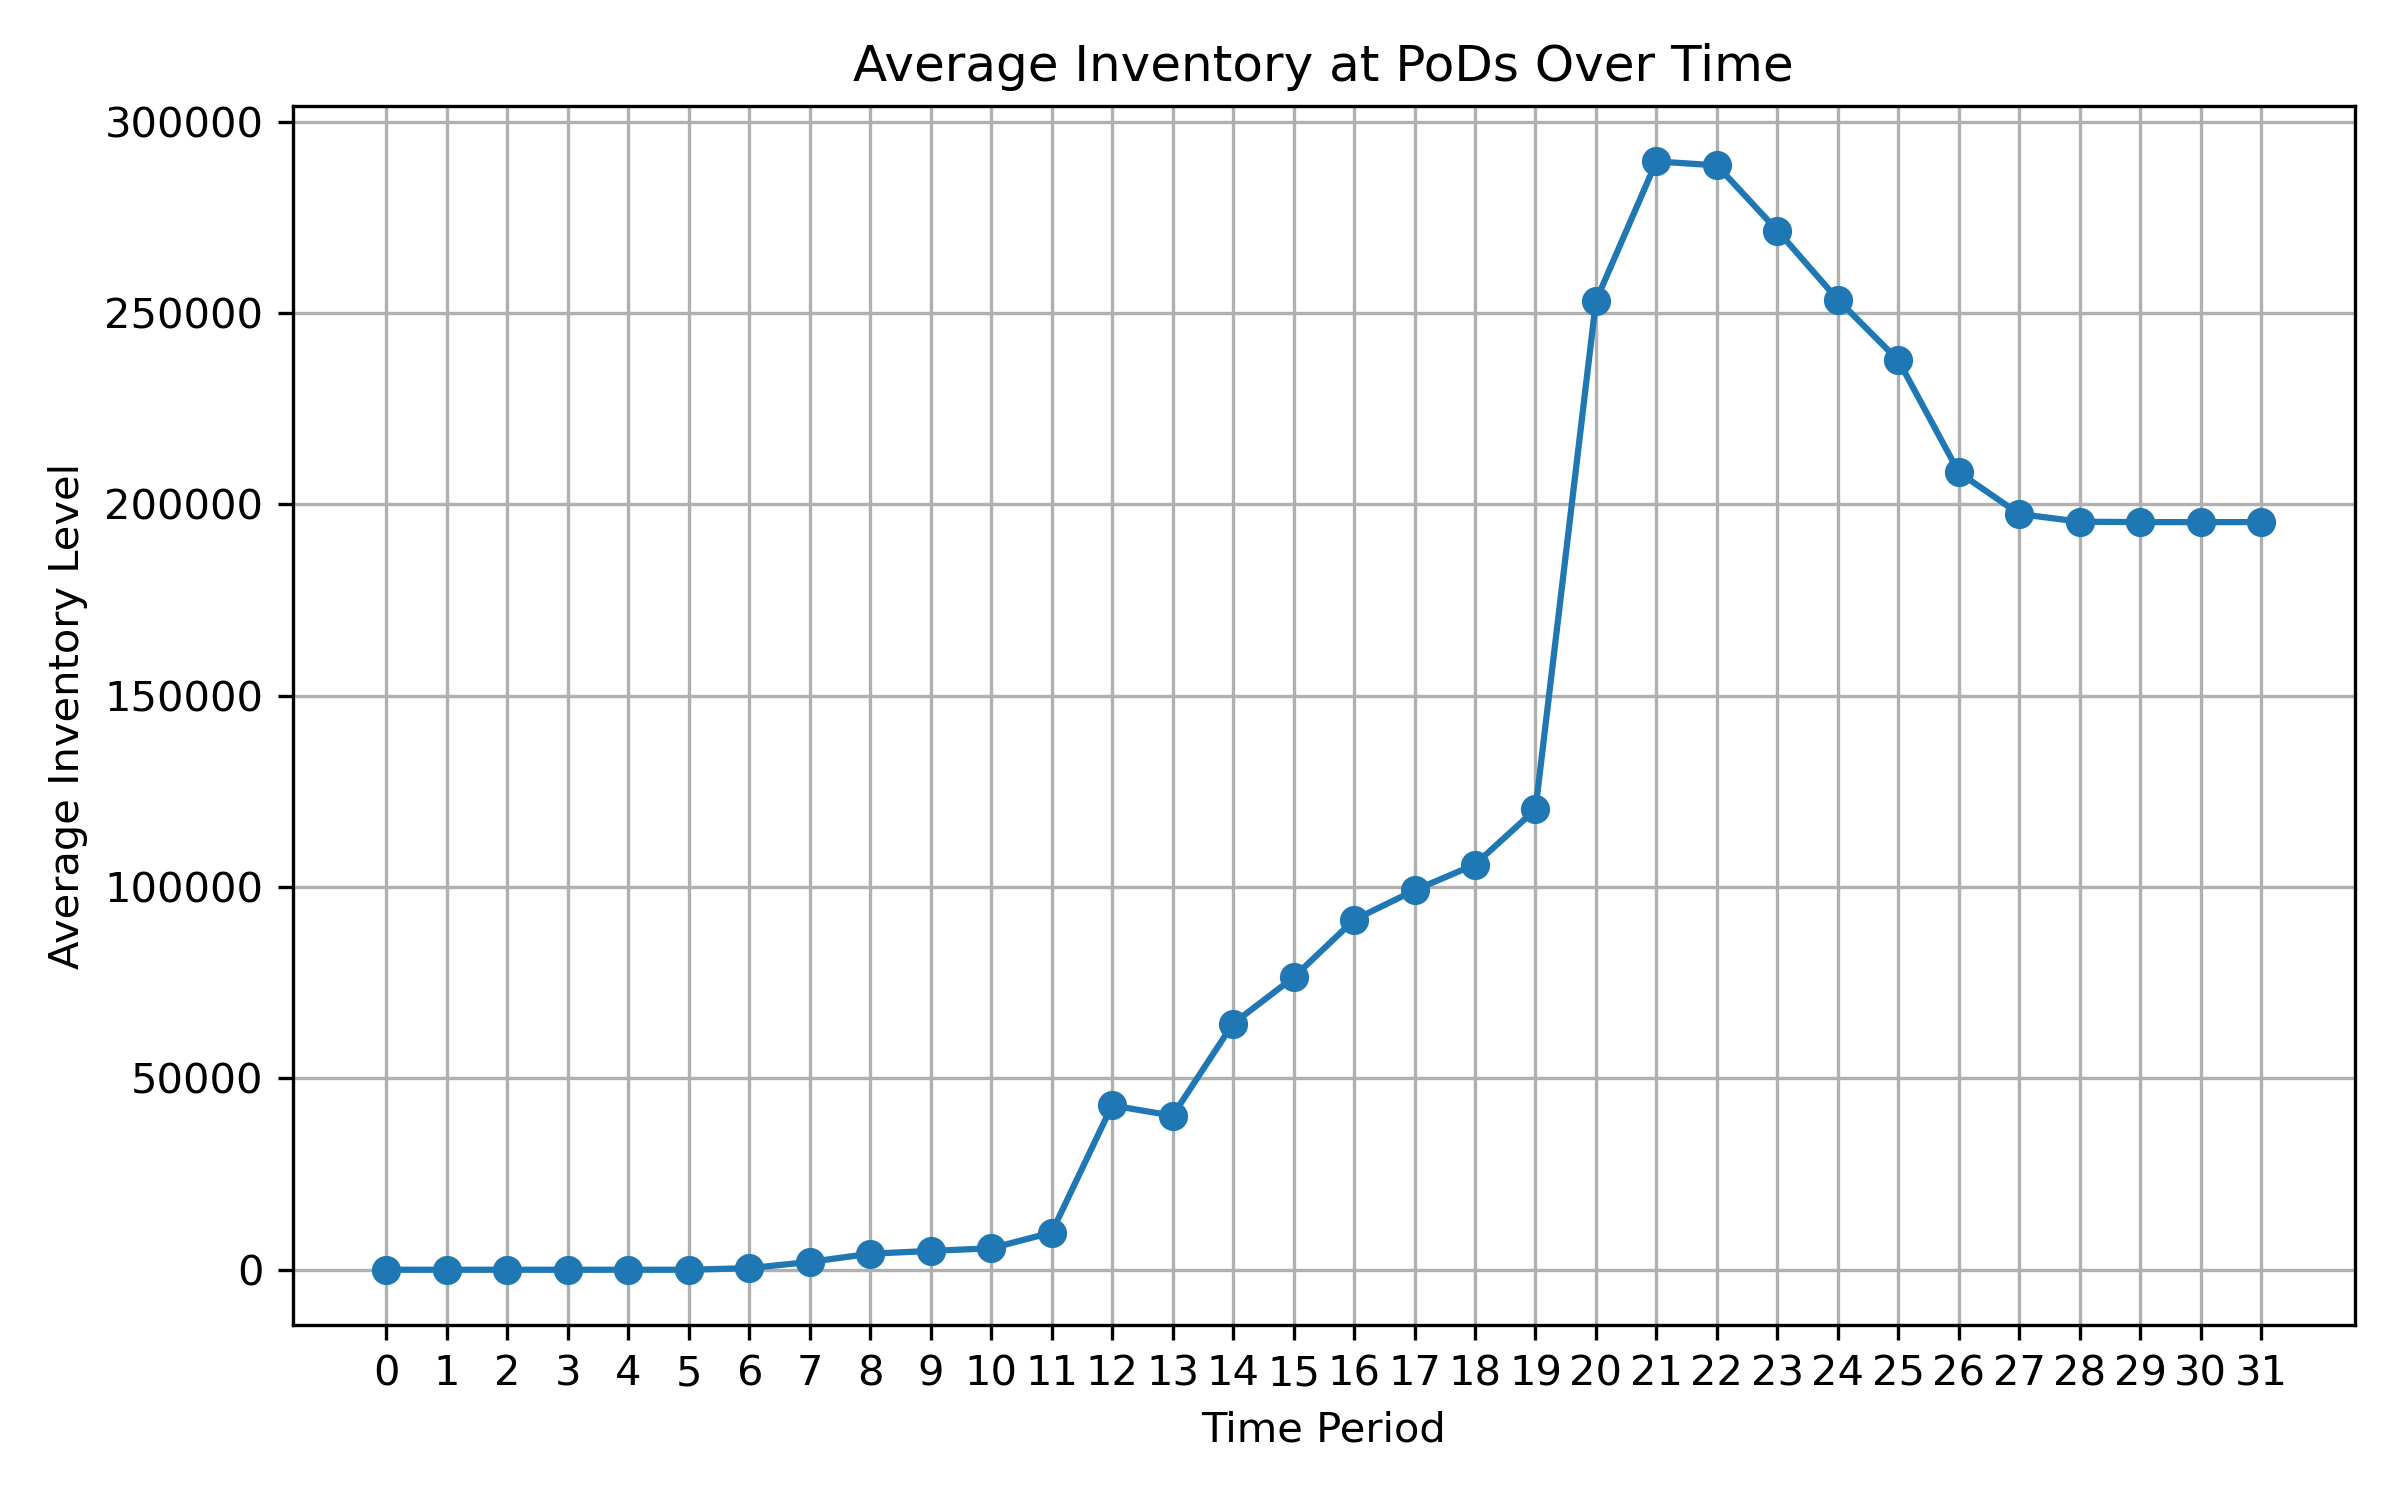 Average Inventory at PoDs Over Time
Average Inventory Level
300000
250000
200000
150000
100000
50000
0
0 1 2 3 4 5 6 7 8 9 10 11 12 13 14 15 16 17 18 19 20 21 22 23 24 25 26 27 28 29 30 31
Time Period